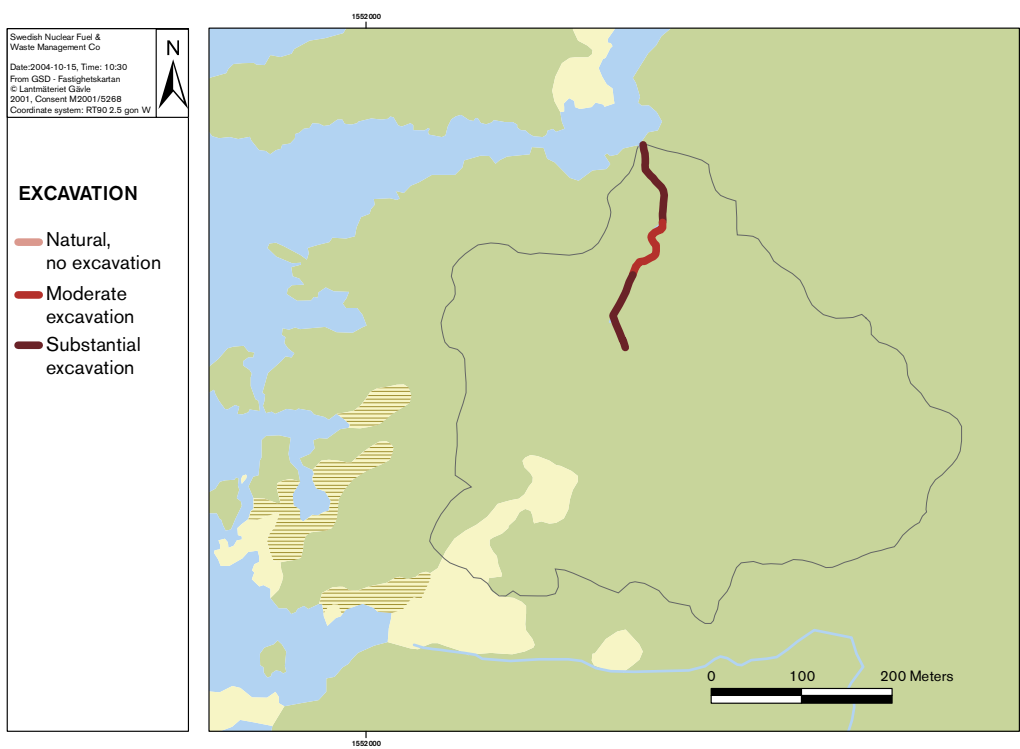 1552000
Swedish Nuclear Fuel &
Waste Management Co
Date:2004-10-15, Time: 10:30
From GSD - Fastighetskartan
© Lantmäteriet Gävle
2001, Consent M2001/5268
Coordinate system: RT90 2.5 gon W
N
EXCAVATION
Natural,
no excavation
Moderate
excavation
Substantial
excavation
0 100 200 Meters
1552000